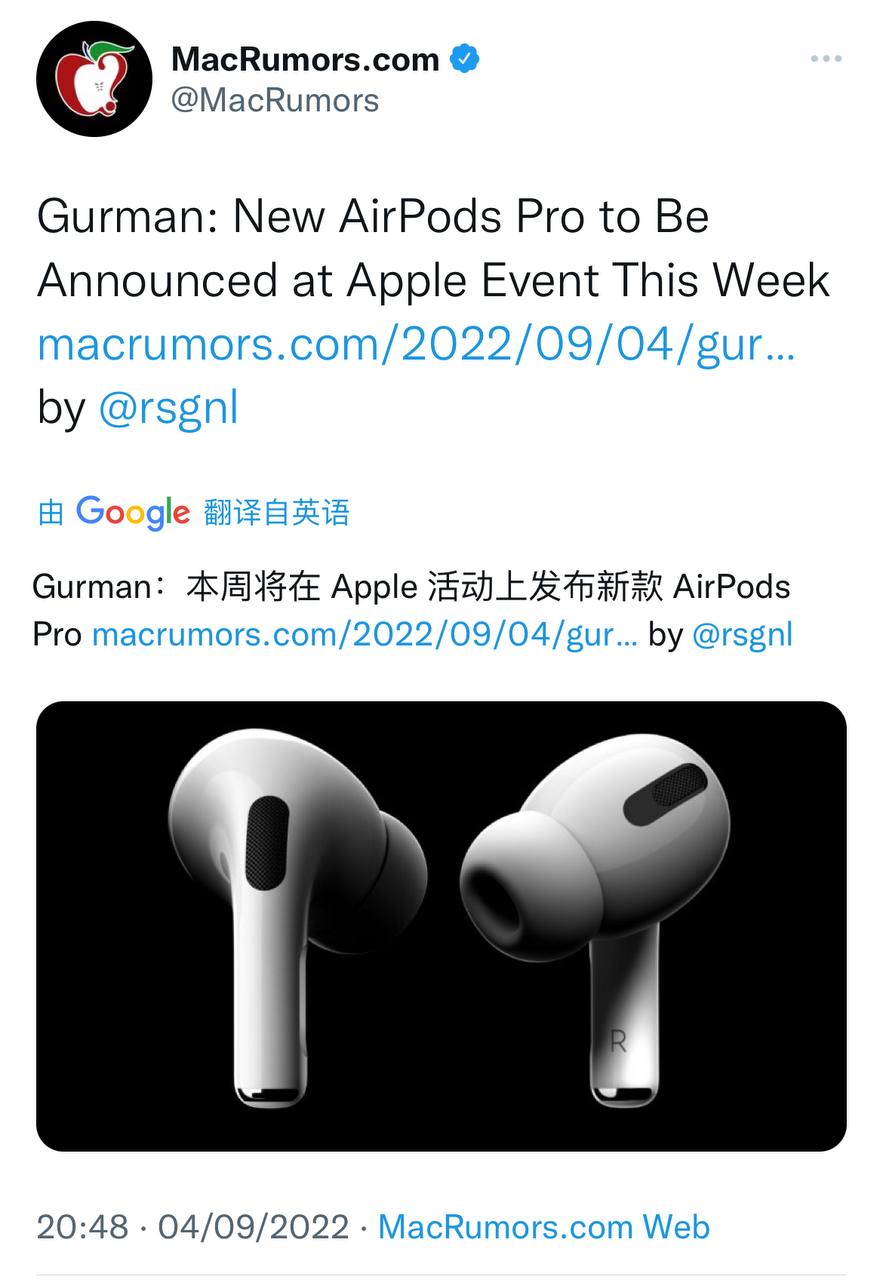 MacRumors.com
@MacRumors
Gurman: New AirPods Pro to Be
Announced at Apple Event This Week
macrumors.com/2022/09/04/gur...
by @rsgnl
由 Google 翻译自英语
Gurman：本周将在 Apple 活动上发布新款 AirPods
Pro macrumors.com/2022/09/04/gur... by @rsgnl
R
20:48 · 04/09/2022 · MacRumors.com Web